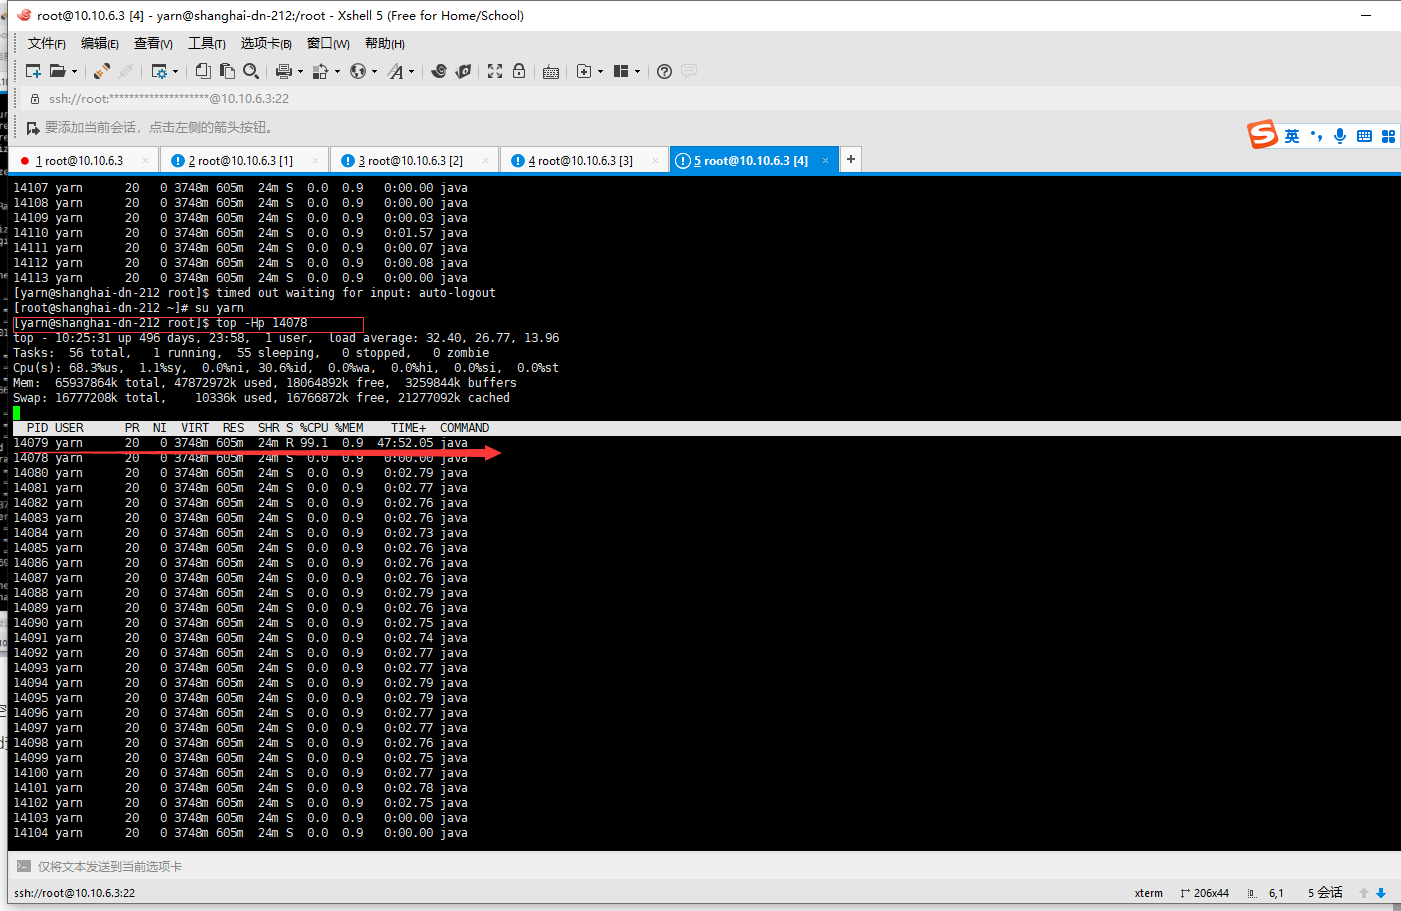 root@10.10.6.3 [4] - yarn@shanghai-dn-212:/root - Xshell 5 (Free for Home/School)
文件(F) 编辑(E) 查看(V) 工具(T) 选项卡(B) 窗口(W) 帮助(H)
ssh://root:********************@10.10.6.3:22
要添加当前会话，点击左侧的箭头按钮。
英
1 root@10.10.6.3 × 2 root@10.10.6.3 [1] × 3 root@10.10.6.3 [2] × 4 root@10.10.6.3 [3] × 5 root@10.10.6.3 [4] × +
14107 yarn 20 0 3748m 605m 24m S 0.0 0.9 0:00.00 java
14108 yarn 20 0 3748m 605m 24m S 0.0 0.9 0:00.00 java
14109 yarn 20 0 3748m 605m 24m S 0.0 0.9 0:00.03 java
14110 yarn 20 0 3748m 605m 24m S 0.0 0.9 0:01.57 java
14111 yarn 20 0 3748m 605m 24m S 0.0 0.9 0:00.07 java
14112 yarn 20 0 3748m 605m 24m S 0.0 0.9 0:00.08 java
14113 yarn 20 0 3748m 605m 24m S 0.0 0.9 0:00.00 java
[yarn@shanghai-dn-212 root]$ timed out waiting for input: auto-logout
[root@shanghai-dn-212 ~]# su yarn
[yarn@shanghai-dn-212 root]$ top -Hp 14078
top - 10:25:31 up 496 days, 23:58, 1 user, load average: 32.40, 26.77, 13.96
Tasks: 56 total, 1 running, 55 sleeping, 0 stopped, 0 zombie
Cpu(s): 68.3%us, 1.1%sy, 0.0%ni, 30.6%id, 0.0%wa, 0.0%hi, 0.0%si, 0.0%st
Mem: 65937864k total, 47872972k used, 18064892k free, 3259844k buffers
Swap: 16777208k total, 10336k used, 16766872k free, 21277092k cached
PID USER PR NI VIRT RES SHR S %CPU %MEM TIME+ COMMAND
14079 yarn 20 0 3748m 605m 24m R 99.1 0.9 47:52.05 java
14078 yarn 20 0 3748m 605m 24m S 0.0 0.9 0:00.00 java
14080 yarn 20 0 3748m 605m 24m S 0.0 0.9 0:02.79 java
14081 yarn 20 0 3748m 605m 24m S 0.0 0.9 0:02.77 java
14082 yarn 20 0 3748m 605m 24m S 0.0 0.9 0:02.76 java
14083 yarn 20 0 3748m 605m 24m S 0.0 0.9 0:02.76 java
14084 yarn 20 0 3748m 605m 24m S 0.0 0.9 0:02.73 java
14085 yarn 20 0 3748m 605m 24m S 0.0 0.9 0:02.76 java
14086 yarn 20 0 3748m 605m 24m S 0.0 0.9 0:02.76 java
14087 yarn 20 0 3748m 605m 24m S 0.0 0.9 0:02.76 java
14088 yarn 20 0 3748m 605m 24m S 0.0 0.9 0:02.79 java
14089 yarn 20 0 3748m 605m 24m S 0.0 0.9 0:02.76 java
14090 yarn 20 0 3748m 605m 24m S 0.0 0.9 0:02.75 java
14091 yarn 20 0 3748m 605m 24m S 0.0 0.9 0:02.74 java
14092 yarn 20 0 3748m 605m 24m S 0.0 0.9 0:02.77 java
14093 yarn 20 0 3748m 605m 24m S 0.0 0.9 0:02.77 java
14094 yarn 20 0 3748m 605m 24m S 0.0 0.9 0:02.79 java
14095 yarn 20 0 3748m 605m 24m S 0.0 0.9 0:02.76 java
14096 yarn 20 0 3748m 605m 24m S 0.0 0.9 0:02.77 java
14097 yarn 20 0 3748m 605m 24m S 0.0 0.9 0:02.77 java
14098 yarn 20 0 3748m 605m 24m S 0.0 0.9 0:02.76 java
14099 yarn 20 0 3748m 605m 24m S 0.0 0.9 0:02.75 java
14100 yarn 20 0 3748m 605m 24m S 0.0 0.9 0:02.77 java
14101 yarn 20 0 3748m 605m 24m S 0.0 0.9 0:02.78 java
14102 yarn 20 0 3748m 605m 24m S 0.0 0.9 0:02.75 java
14103 yarn 20 0 3748m 605m 24m S 0.0 0.9 0:00.00 java
14104 yarn 20 0 3748m 605m 24m S 0.0 0.9 0:00.00 java
仅将文本发送到当前选项卡
ssh://root@10.10.6.3:22 xterm 206x44 6,1 5 会话